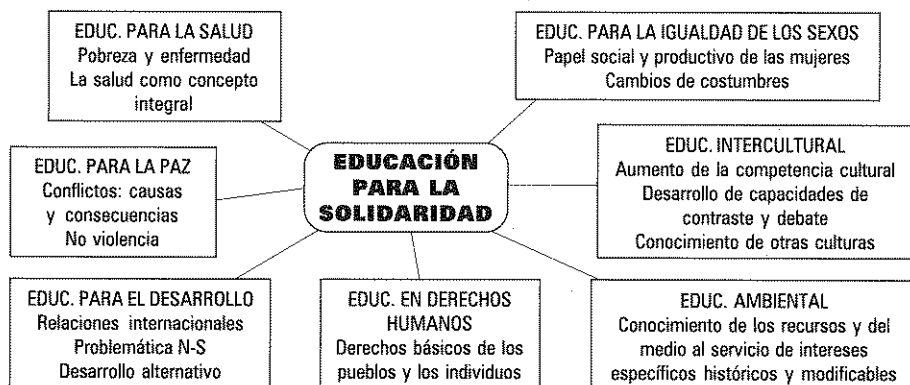 EDUC. PARA LA SALUD
Pobreza y enfermedad
La salud como concepto
integral
EDUC. PARA LA IGUALDAD DE LOS SEXOS
Papel social y productivo de las mujeres
Cambios de costumbres
EDUC. PARA LA PAZ
Conflictos: causas
y consecuencias
No violencia
EDUCACIÓN
PARA LA
SOLIDARIDAD
EDUC. INTERCULTURAL
Aumento de la competencia cultural
Desarrollo de capacidades de
contraste y debate
Conocimiento de otras culturas
EDUC. PARA EL DESARROLLO
Relaciones internacionales
Problemática N-S
Desarrollo alternativo
EDUC. EN DERECHOS
HUMANOS
Derechos básicos de los
pueblos y los individuos
EDUC. AMBIENTAL
Conocimiento de los recursos y del
medio al servicio de intereses
específicos históricos y modificables